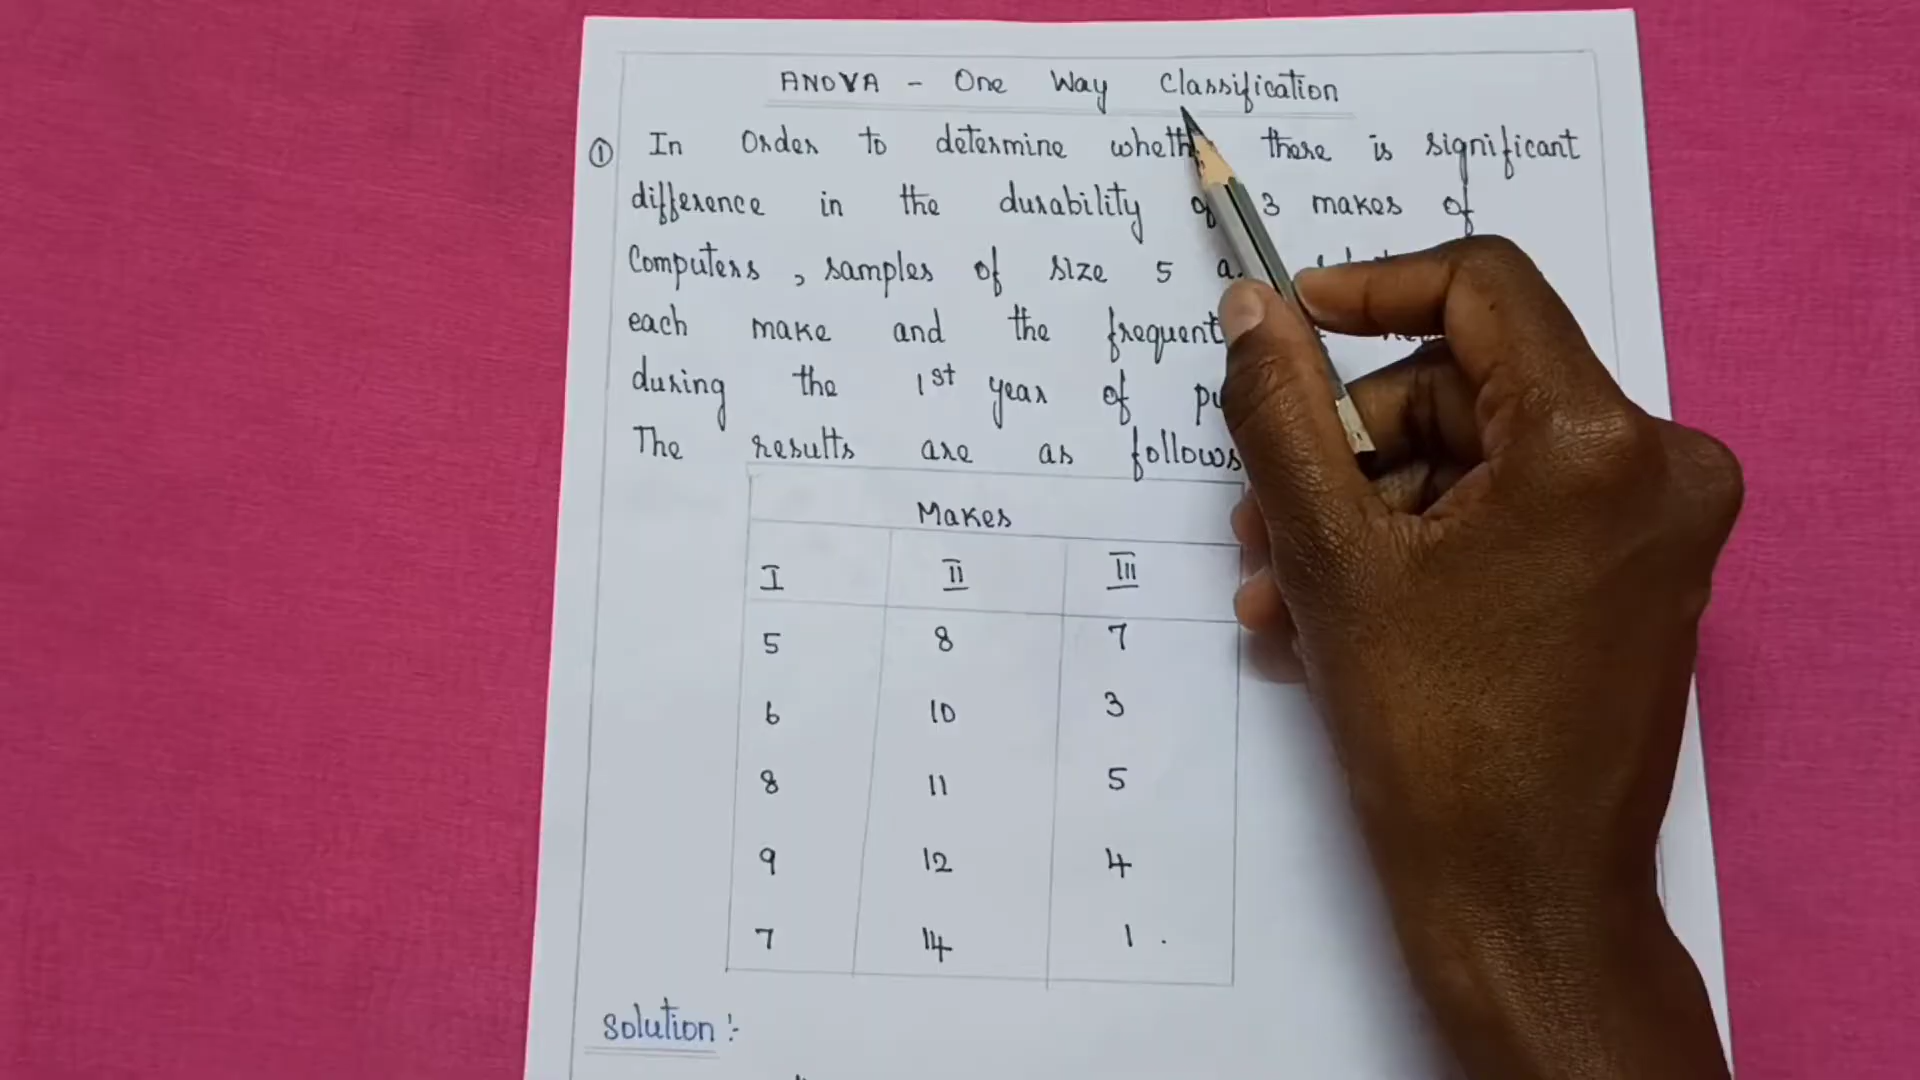 ANOVA - One Way Classification
① In Order to determine there is significant
difference in the durability of 3 makes of
Computers, samples of size 5
each make and the
during the 1st year of
The results are as follows
Makes
I II III
5 8 7
6 10 3
8 11 5
9 12 4
7 14 1.
Solution :-